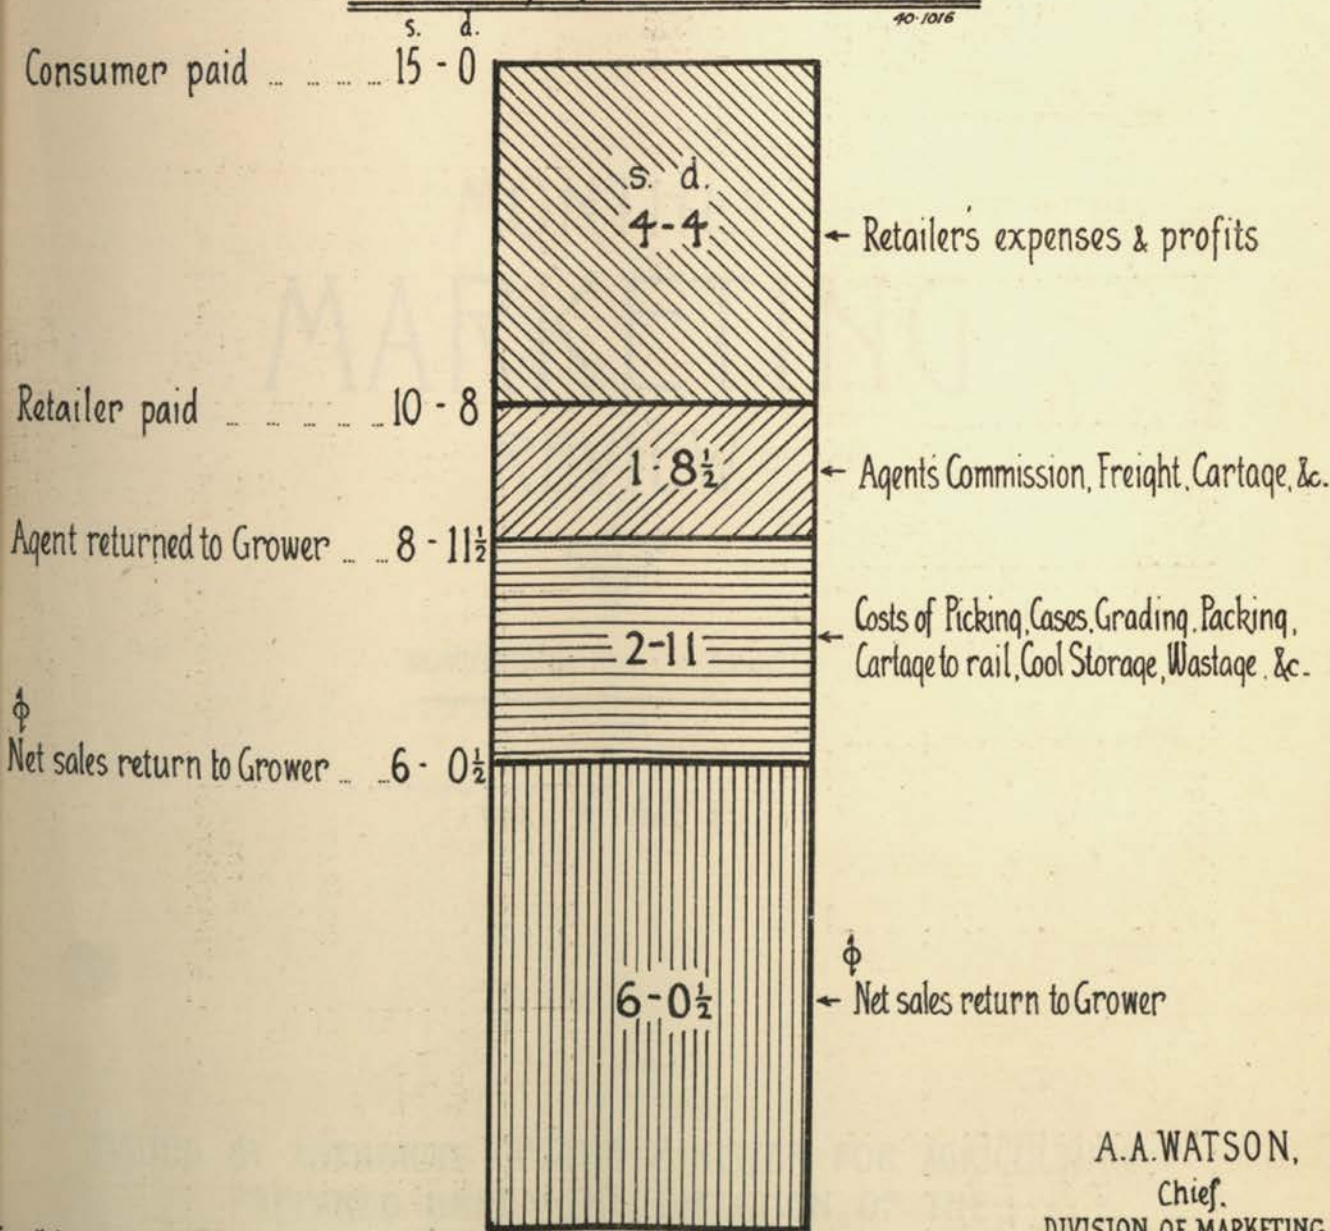 40·1016
s. d.
Consumer paid ... ... ... ... 15 - 0
s. d.
4-4
← Retailer's expenses & profits
Retailer paid ... ... ... ... ... 10 - 8
1-8½
← Agents Commission, Freight, Cartage, &c.
Agent returned to Grower ... ... 8 - 11½
2-11
← Costs of Picking, Cases, Grading, Packing,
Cartage to rail, Cool Storage, Wastage, &c.
ϕ
Net sales return to Grower ... ... 6 - 0½
6-0½
ϕ
← Net sales return to Grower
A.A.WATSON,
Chief.
DIVISION OF MARKETING